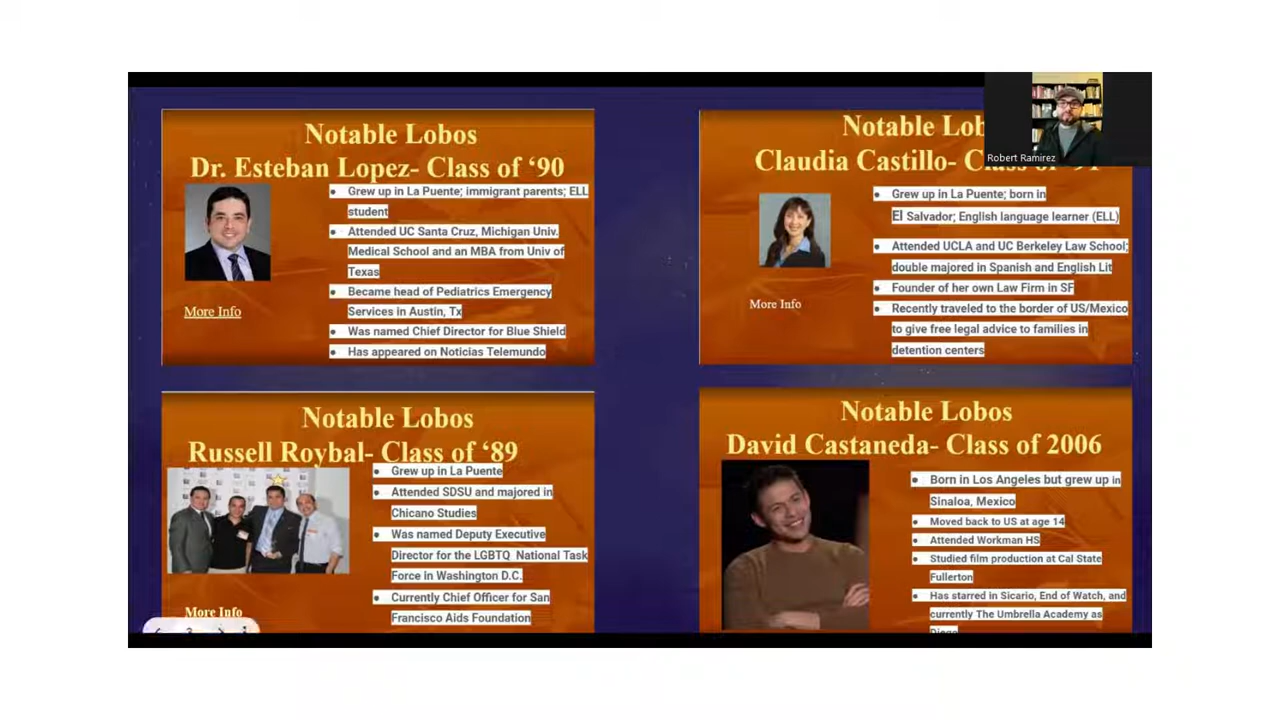 Notable Lobos
Dr. Esteban Lopez- Class of ‘90
Grew up in La Puente; immigrant parents; ELL
student
Attended UC Santa Cruz, Michigan Univ.
Medical School and an MBA from Univ of
Texas
Became head of Pediatrics Emergency
Services in Austin, Tx
Was named Chief Director for Blue Shield
Has appeared on Noticias Telemundo
More Info
Notable Lob
Claudia Castillo- Class of ‘91
Robert Ramirez
Grew up in La Puente; born in
El Salvador; English language learner (ELL)
Attended UCLA and UC Berkeley Law School;
double majored in Spanish and English Lit
Founder of her own Law Firm in SF
Recently traveled to the border of US/Mexico
to give free legal advice to families in
detention centers
More Info
Notable Lobos
Russell Roybal- Class of ‘89
Grew up in La Puente
Attended SDSU and majored in
Chicano Studies
Was named Deputy Executive
Director for the LGBTQ National Task
Force in Washington D.C.
Currently Chief Officer for San
Francisco Aids Foundation
More Info
Notable Lobos
David Castaneda- Class of 2006
Born in Los Angeles but grew up in
Sinaloa, Mexico
Moved back to US at age 14
Attended Workman HS
Studied film production at Cal State
Fullerton
Has starred in Sicario, End of Watch, and
currently The Umbrella Academy as
Diego